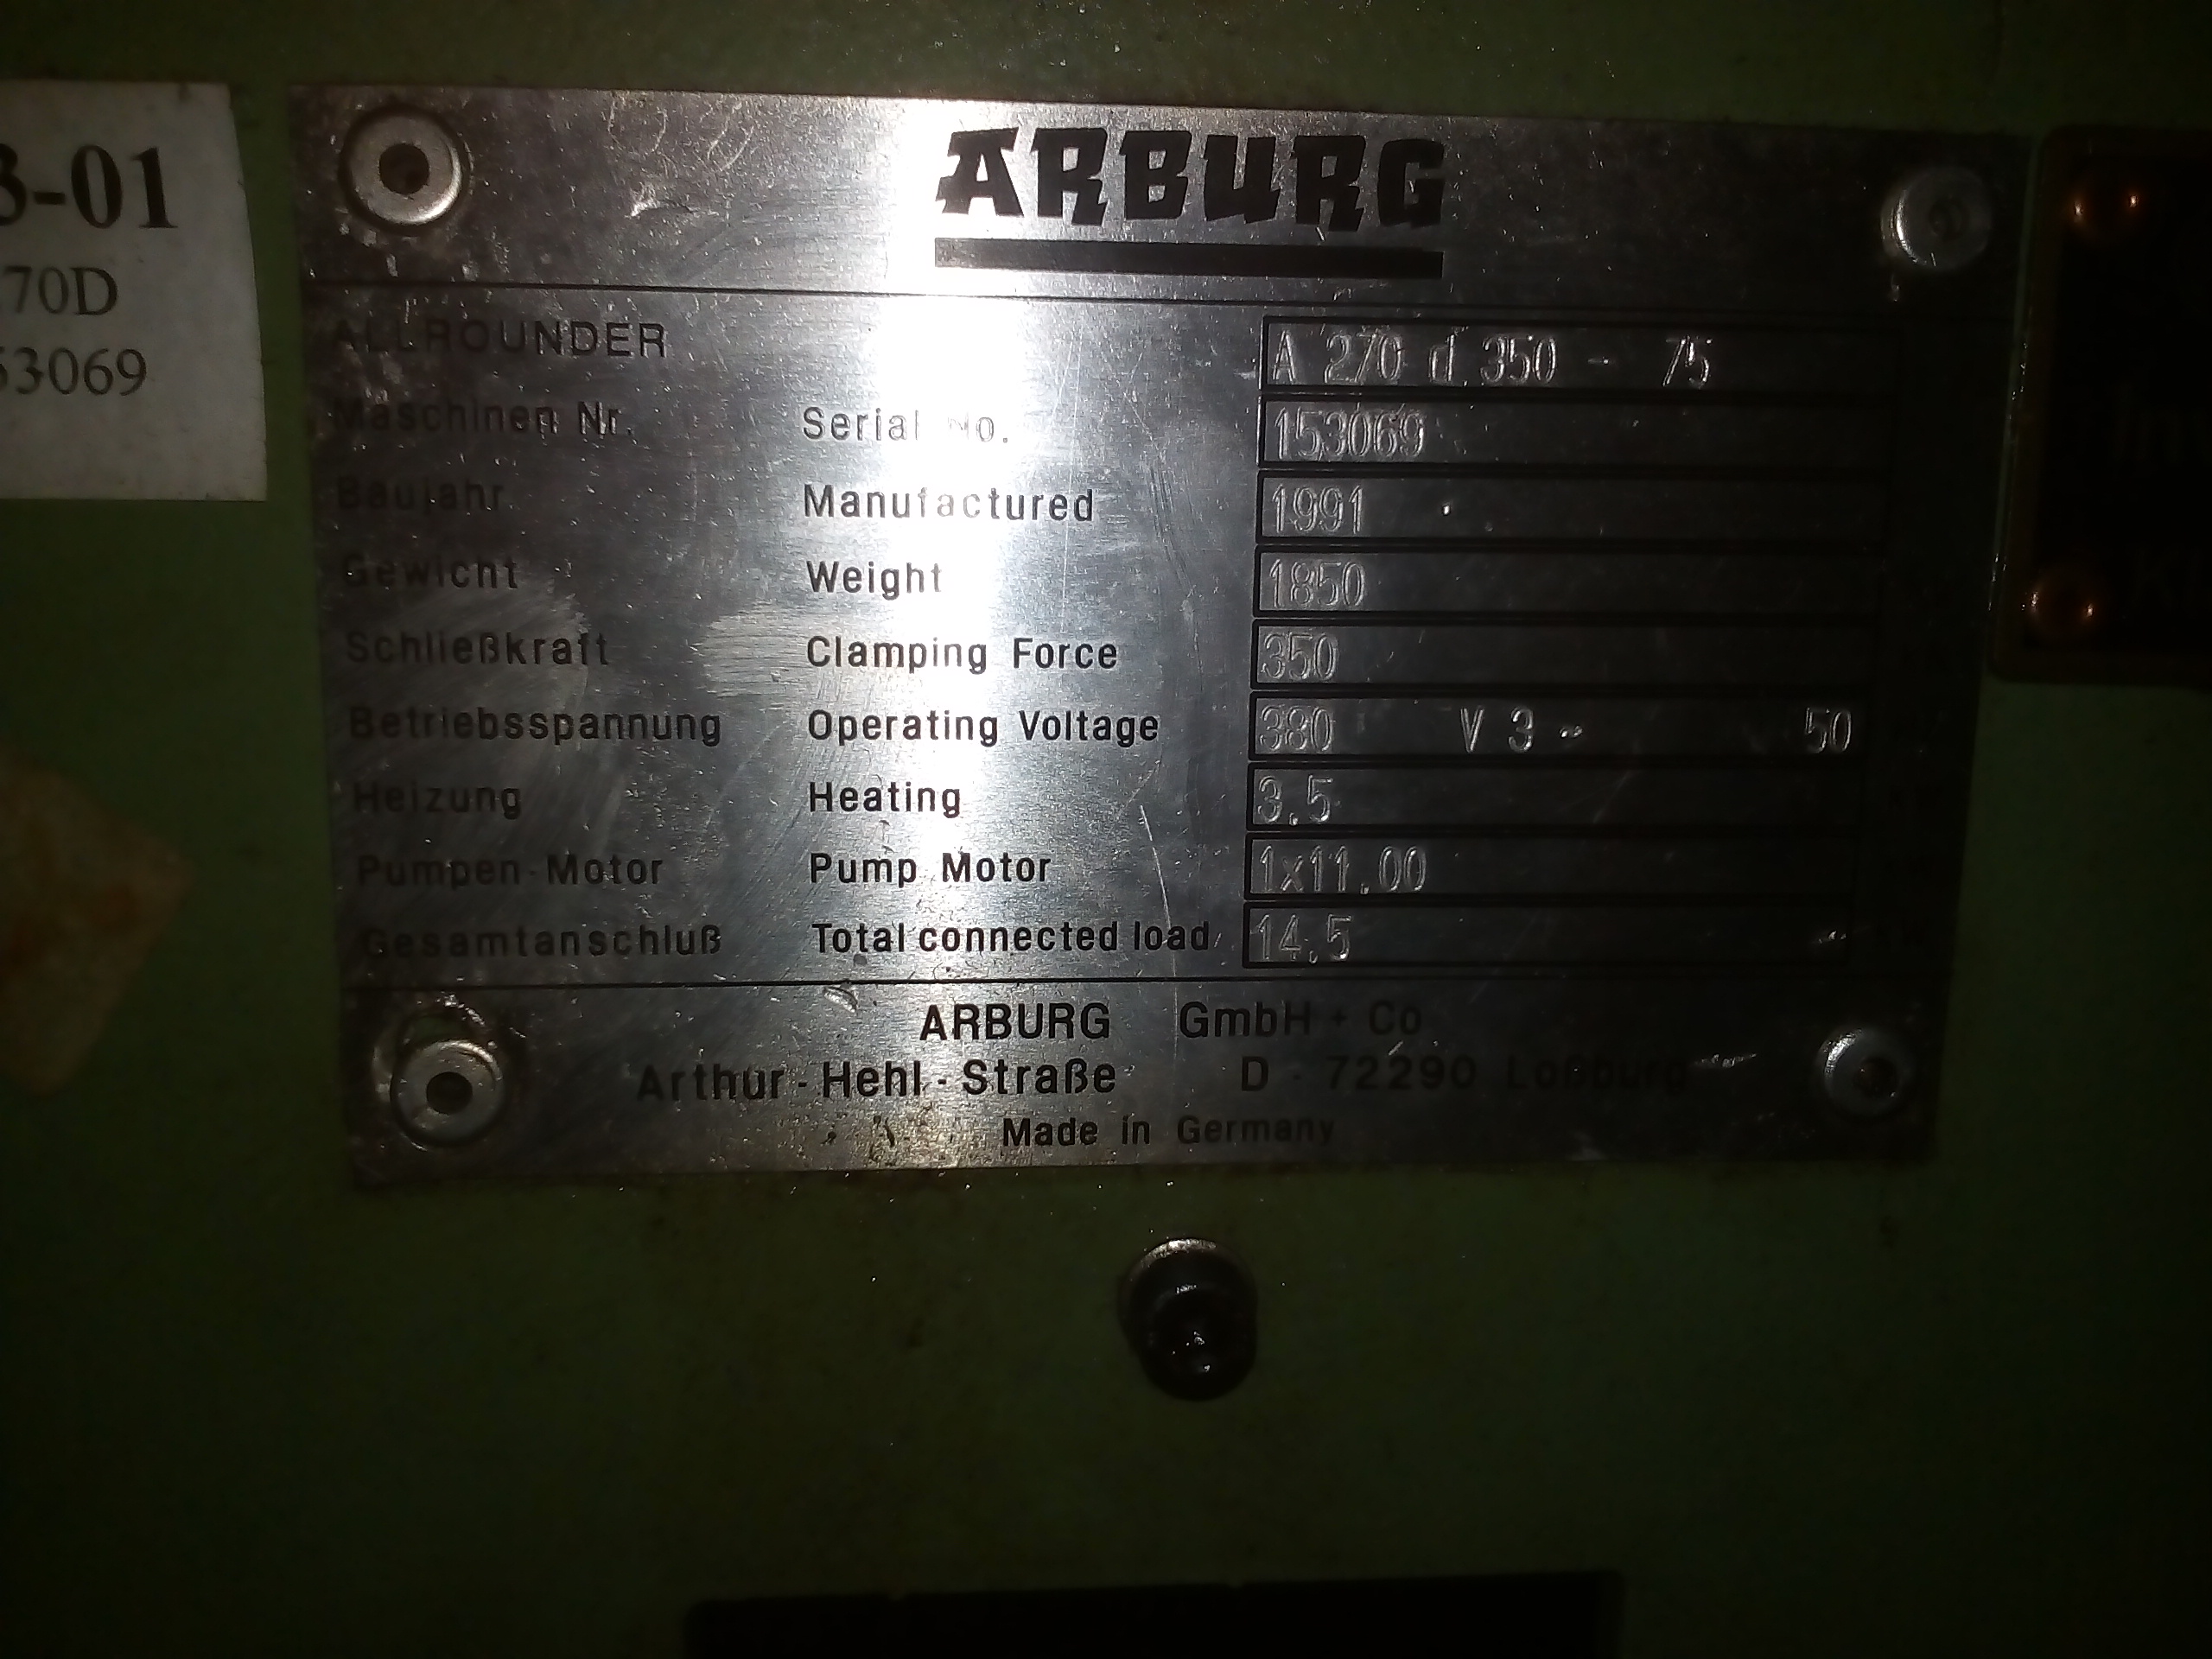 ARBURG
ALLROUNDER A 270 d 350 - 75
Maschinen Nr. Serial No. 153069
Baujahr Manufactured 1991
Gewicht Weight 1850
Schließkraft Clamping Force 350
Betriebsspannung Operating Voltage 380 V 3 ~ 50
Heizung Heating 3.5
Pumpen-Motor Pump Motor 1x11.00
Gesamtanschluß Total connected load 14.5
ARBURG GmbH + Co
Arthur - Hehl - Straße D - 72290 Loßburg
Made in Germany
3-01
70D
53069